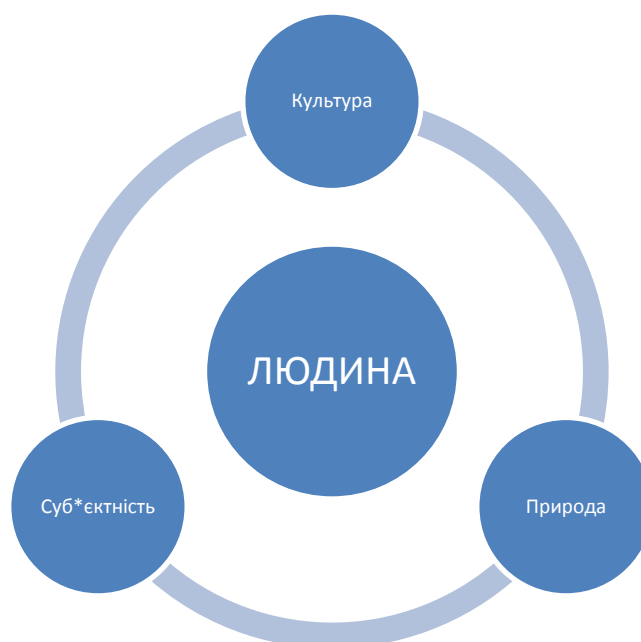 Культура
ЛЮДИНА
Суб*єктність
Природа